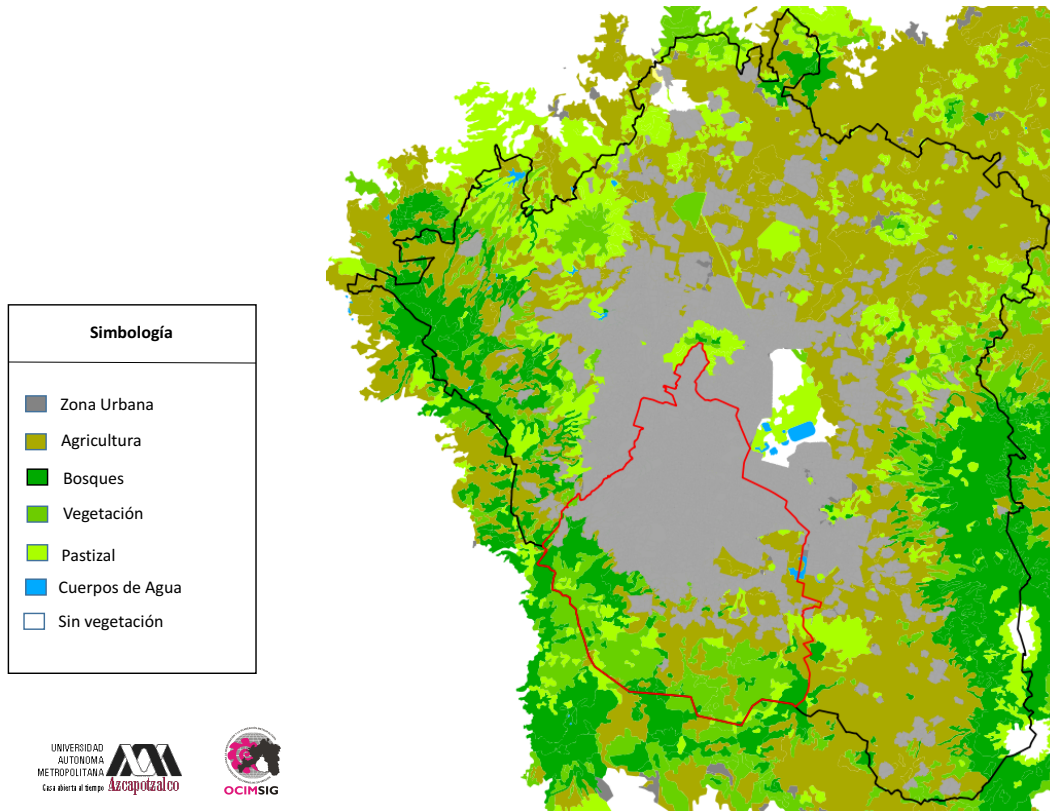 Simbología
Zona Urbana
Agricultura
Bosques
Vegetación
Pastizal
Cuerpos de Agua
Sin vegetación
UNIVERSIDAD
AUTONOMA
METROPOLITANA
Casa abierta al tiempo Azcapotzalco
OCIMSIG